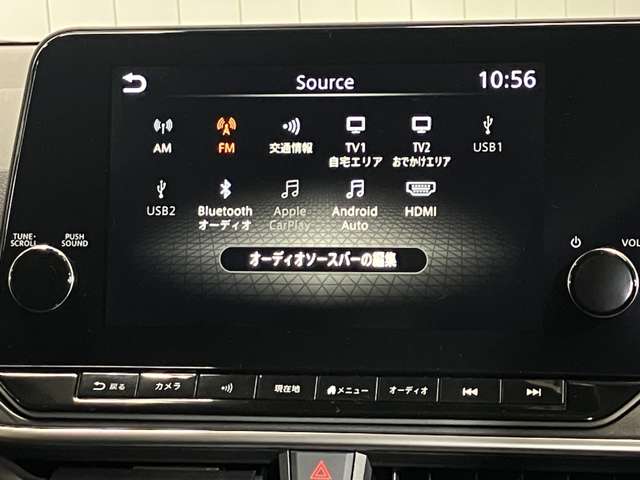 Source
10:56
AM
FM
交通情報
TV1
自宅エリア
TV2
おでかけエリア
USB1
USB2
Bluetooth
オーディオ
Apple
CarPlay
Android
Auto
HDMI
オーディオソースバーの編集
TUNE・
SCROLL
PUSH
SOUND
VOL
戻る
カメラ
現在地
メニュー
オーディオ